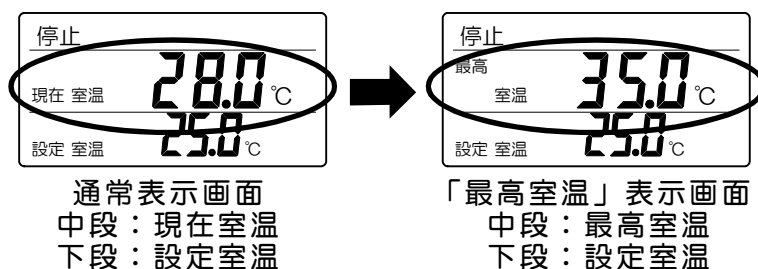 停止
現在 室温 28.0 ℃
設定 室温 25.0 ℃
通常表示画面
中段：現在室温
下段：設定室温
停止
最高
室温 35.0 ℃
設定 室温 25.0 ℃
「最高室温」表示画面
中段：最高室温
下段：設定室温